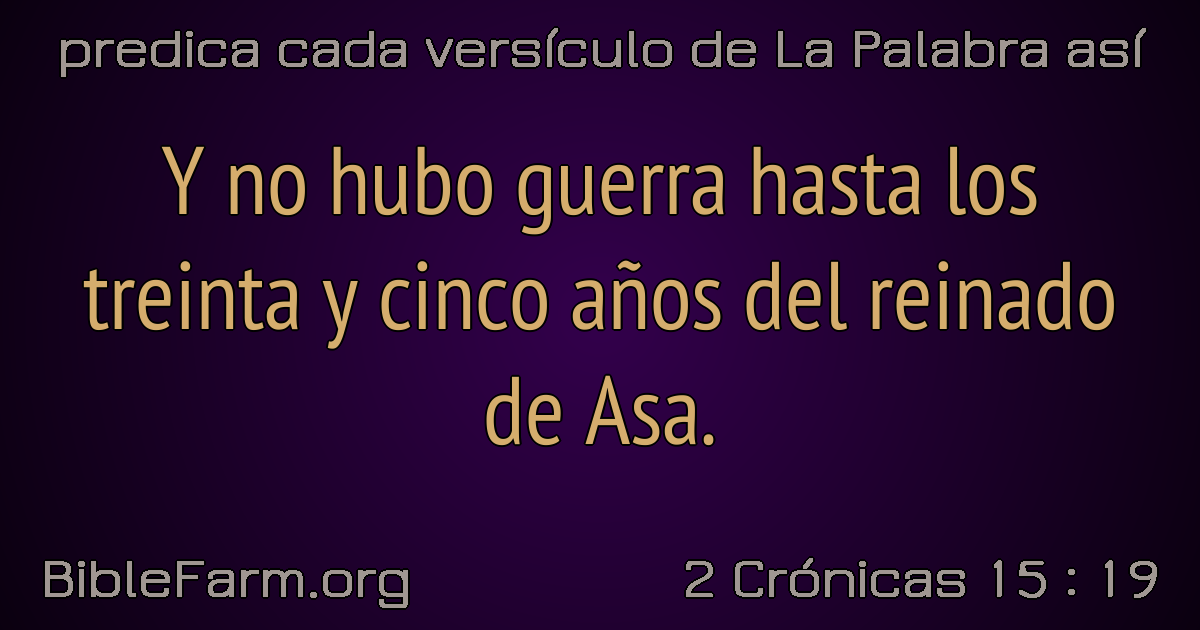 predica cada versículo de La Palabra así
Y no hubo guerra hasta los
treinta y cinco años del reinado
de Asa.
BibleFarm.org
2 Crónicas 15 : 19